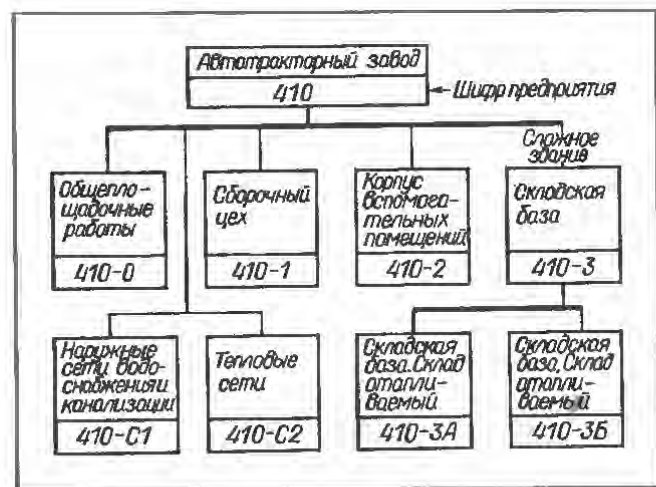 Автотракторный завод
410
Шифр предприятия
Сложное
здание
Общепло-
щадочные
работы
410-0
Сборочный
цех
410-1
Корпус
вспомога-
тельных
помещений
410-2
Складская
база
410-3
Наружные
сети водо-
снабжения и
канализации
410-С1
Тепловые
сети
410-С2
Складская
база. Склад
отапли-
ваемый
410-3А
Складская
база. Склад
отапли-
ваемый
410-3Б